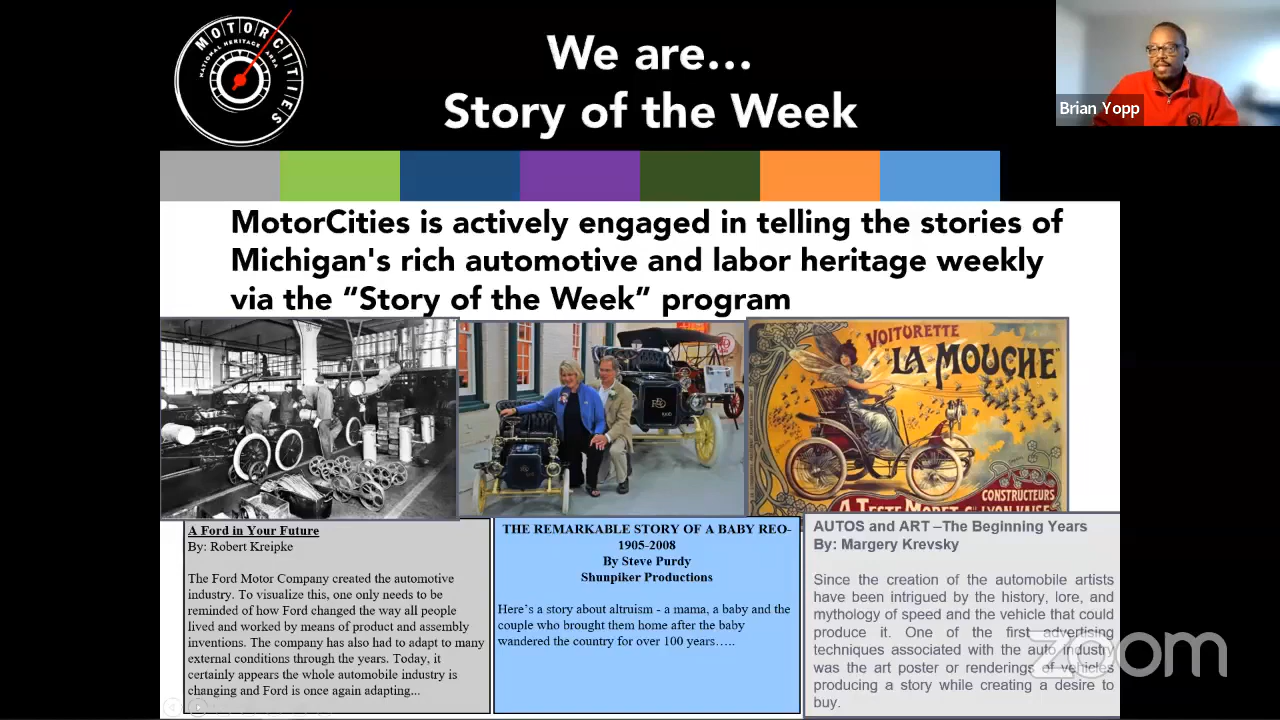 MOTORCITIES
NATIONAL HERITAGE AREA
We are…
Story of the Week
Brian Yopp
MotorCities is actively engaged in telling the stories of
Michigan's rich automotive and labor heritage weekly
via the “Story of the Week” program
REO
VOITURETTE
"LA MOUCHE"
CONSTRUCTEURS
A Ford in Your Future
By: Robert Kreipke
The Ford Motor Company created the automotive
industry. To visualize this, one only needs to be
reminded of how Ford changed the way all people
lived and worked by means of product and assembly
inventions. The company has also had to adapt to many
external conditions through the years. Today, it
certainly appears the whole automobile industry is
changing and Ford is once again adapting...
THE REMARKABLE STORY OF A BABY REO-
1905-2008
By Steve Purdy
Shunpiker Productions
Here’s a story about altruism - a mama, a baby and the
couple who brought them home after the baby
wandered the country for over 100 years…..
AUTOS and ART –The Beginning Years
By: Margery Krevsky
Since the creation of the automobile artists
have been intrigued by the history, lore, and
mythology of speed and the vehicle that could
produce it. One of the first advertising
techniques associated with the auto industry
was the art poster or renderings of vehicles
producing a story while creating a desire to
buy.
zoom